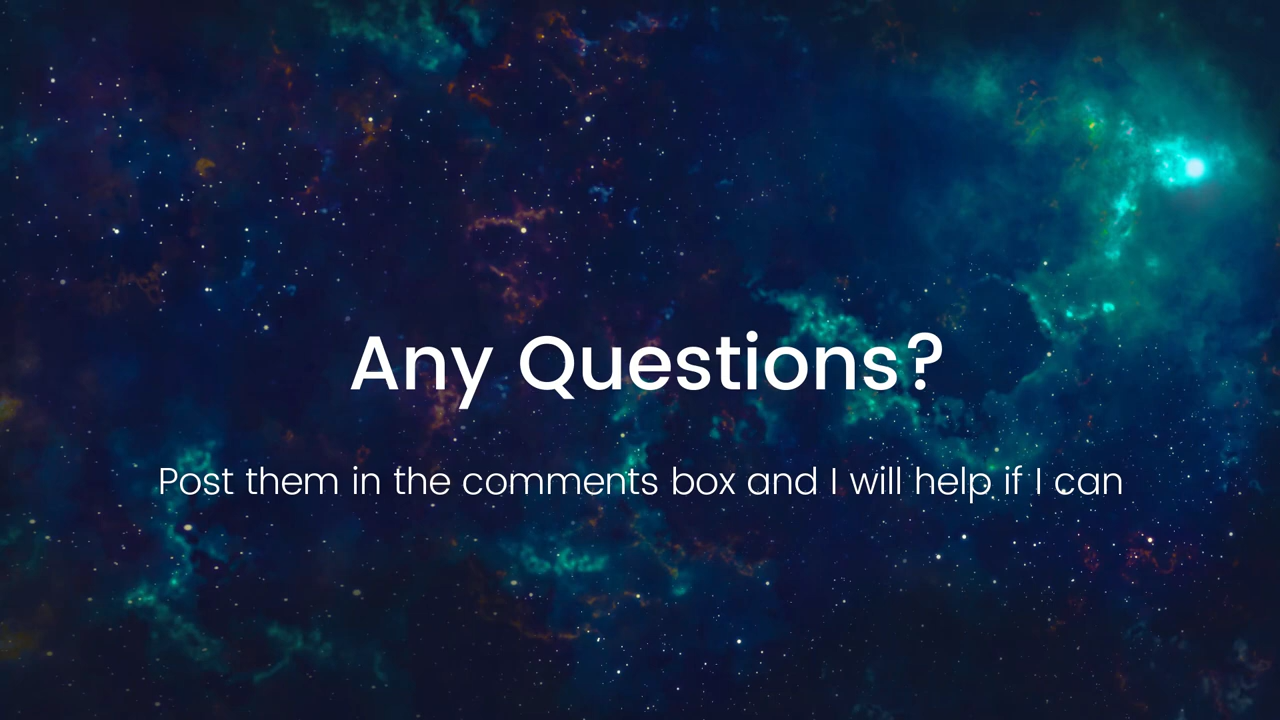 Any Questions?
Post them in the comments box and I will help if I can